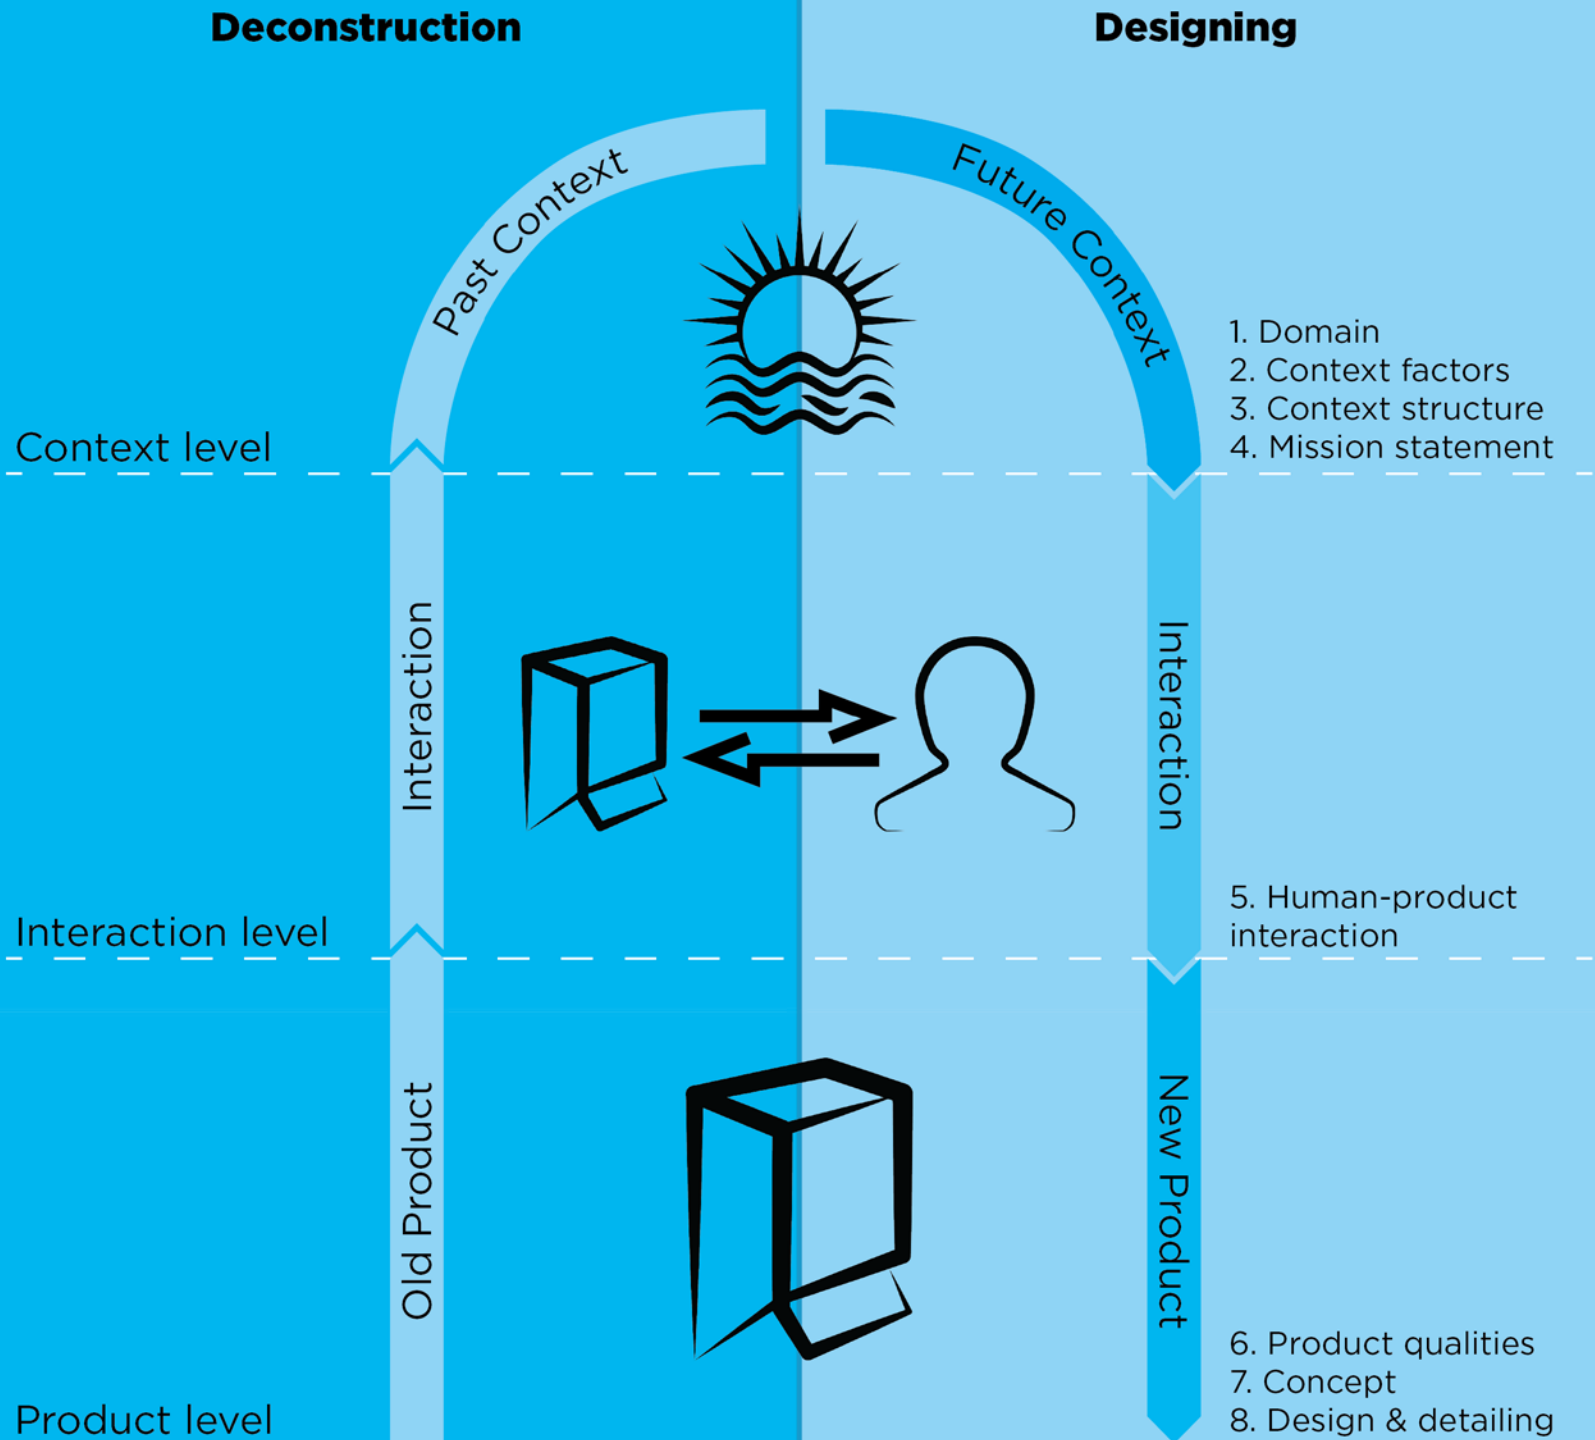 Deconstruction
Designing
Past Context
Future Context
1. Domain
2. Context factors
3. Context structure
4. Mission statement
Context level
Interaction
Interaction
5. Human-product
interaction
Interaction level
Old Product
New Product
6. Product qualities
7. Concept
8. Design & detailing
Product level